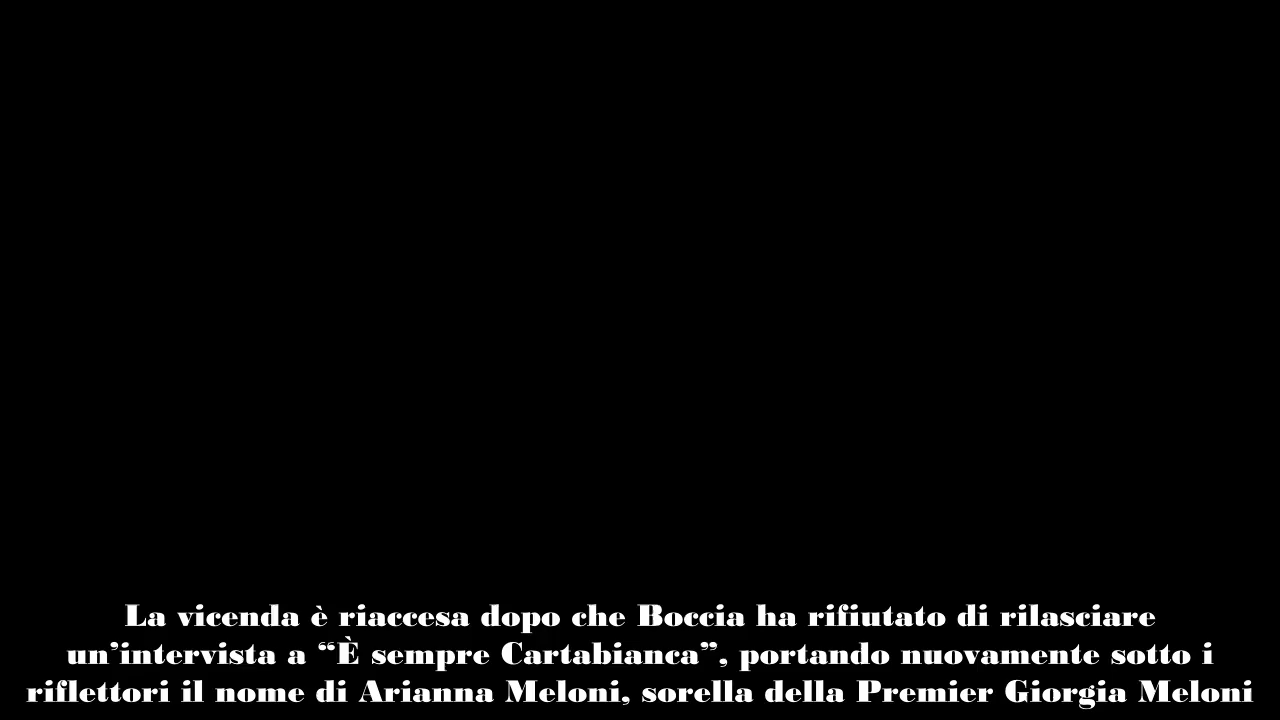 La vicenda è riaccesa dopo che Boccia ha rifiutato di rilasciare
un’intervista a “È sempre Cartabianca”, portando nuovamente sotto i
riflettori il nome di Arianna Meloni, sorella della Premier Giorgia Meloni